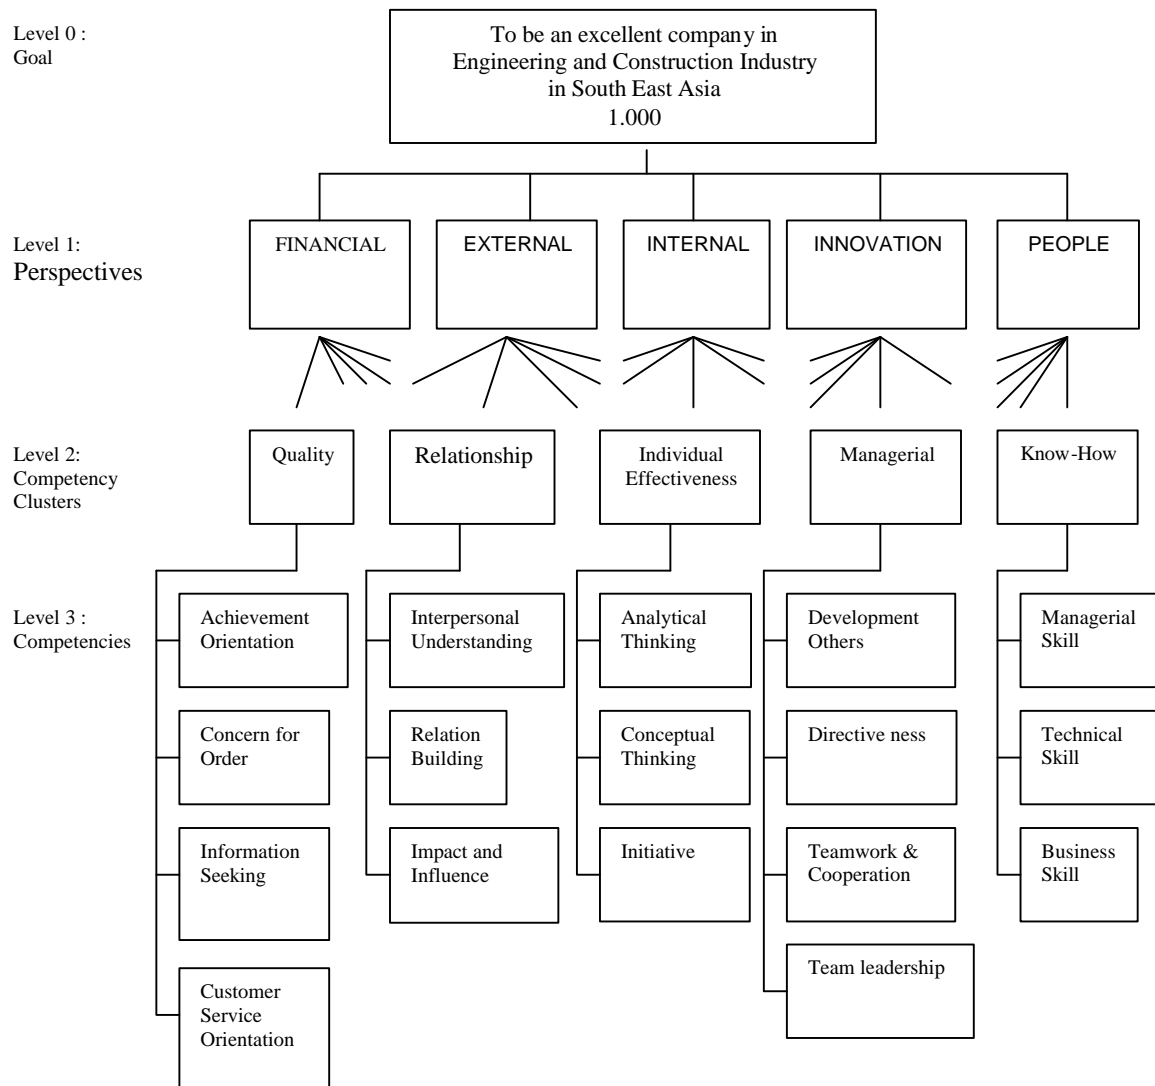 Level 0 :
Goal
To be an excellent company in
Engineering and Construction Industry
in South East Asia
1.000
Level 1:
Perspectives
FINANCIAL
EXTERNAL
INTERNAL
INNOVATION
PEOPLE
Level 2:
Competency
Clusters
Quality
Relationship
Individual
Effectiveness
Managerial
Know-How
Level 3 :
Competencies
Achievement
Orientation
Interpersonal
Understanding
Analytical
Thinking
Development
Others
Managerial
Skill
Concern for
Order
Relation
Building
Conceptual
Thinking
Directive ness
Technical
Skill
Information
Seeking
Impact and
Influence
Initiative
Teamwork &
Cooperation
Business
Skill
Customer
Service
Orientation
Team leadership